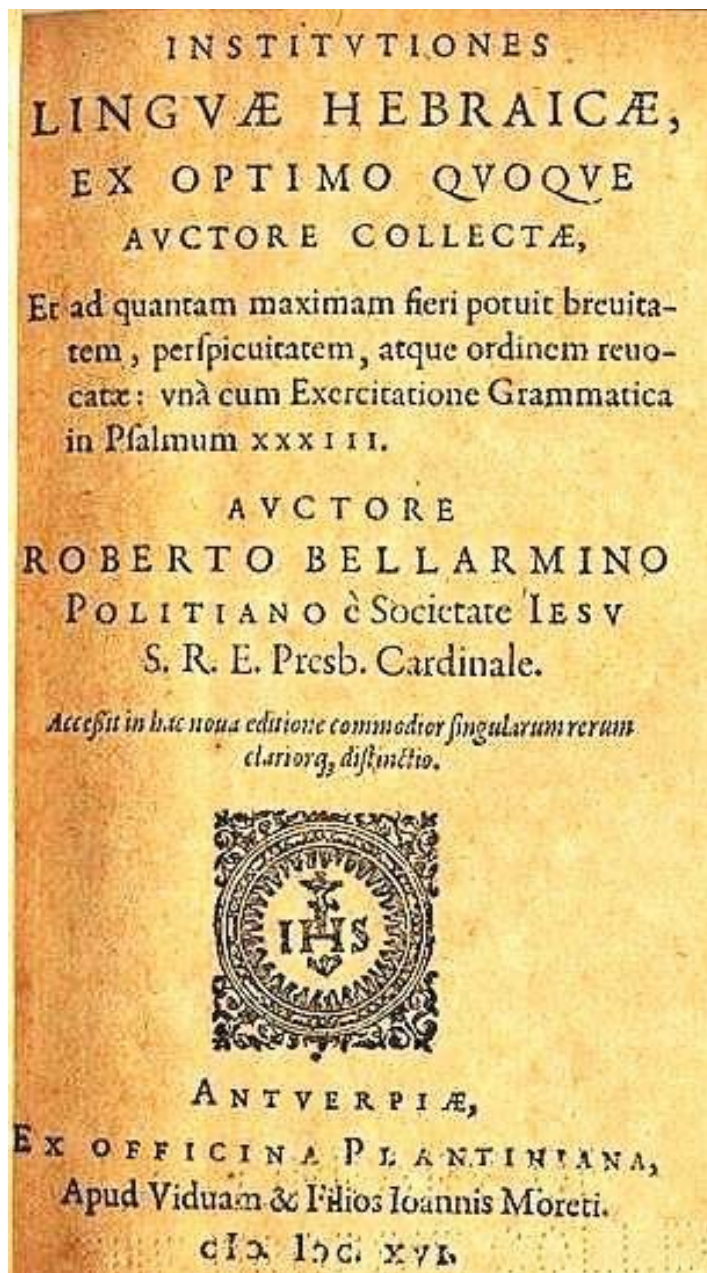 INSTITVTIONES
LINGVÆ HEBRAICÆ,
EX OPTIMO QVOQVE
AVCTORE COLLECTÆ,
Et ad quantam maximam fieri potuit breuita-
tem, perſpicuitatem, atque ordinem reuo-
catæ: vnà cum Exercitatione Grammatica
in Pſalmum XXXIII.
AVCTORE
ROBERTO BELLARMINO
POLITIANO è Societate IESV
S. R. E. Presb. Cardinale.
Acceßit in hac noua editione commodior ſingularum rerum
clariorq; diſtinctio.
IHS
ANTVERPIÆ,
EX OFFICINA PLANTINIANA,
Apud Viduam & Filios Ioannis Moreti.
cIɔ. Iɔc. XVI.